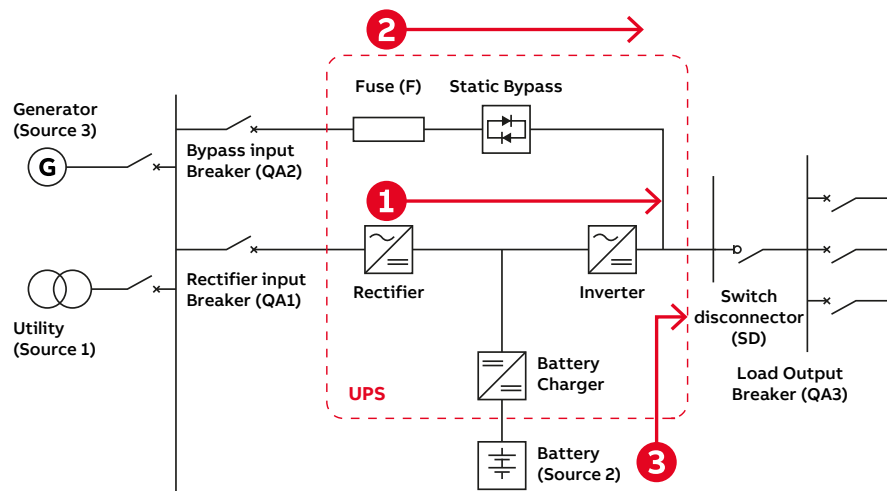 2
Fuse (F)
Static Bypass
Generator
(Source 3)
G
Bypass input
Breaker (QA2)
1
Rectifier input
Breaker (QA1)
Rectifier
Inverter
Utility
(Source 1)
Switch
disconnector
(SD)
Battery
Charger
UPS
Load Output
Breaker (QA3)
Battery
(Source 2)
3